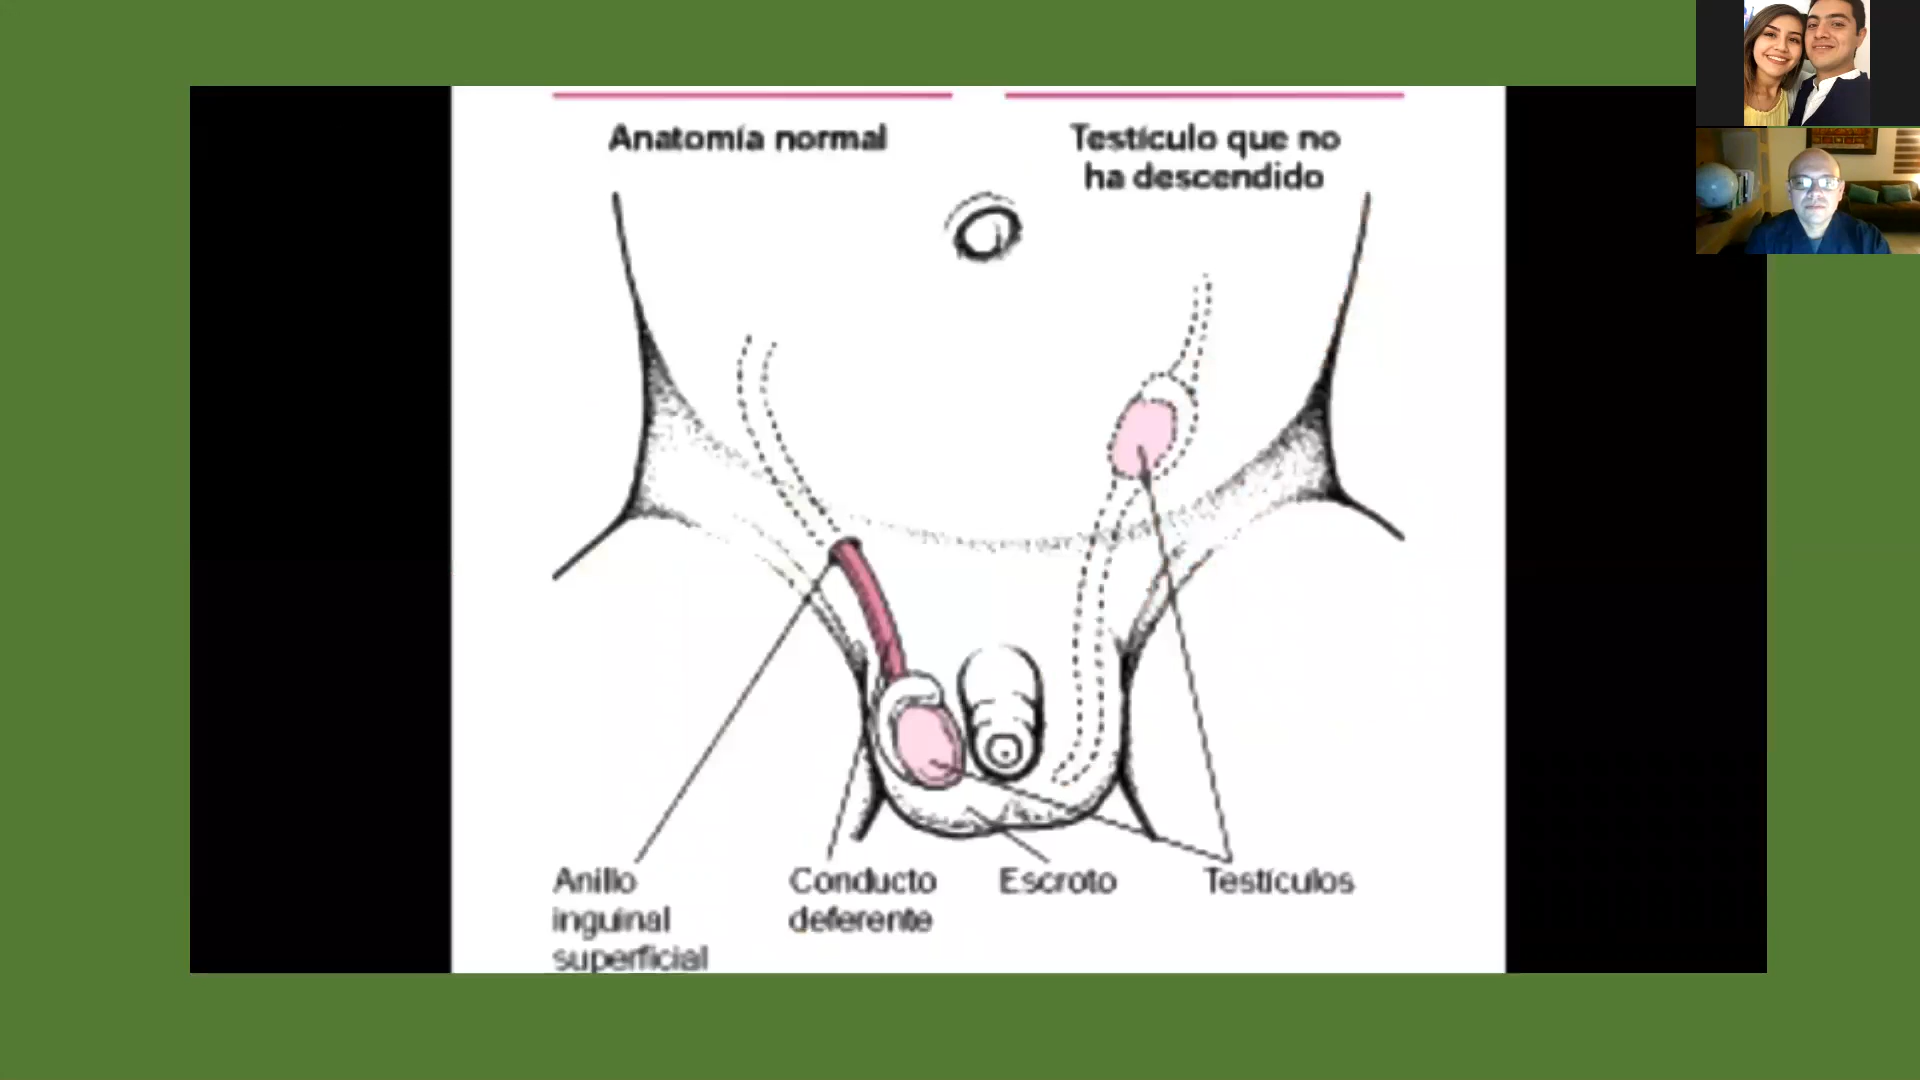 Anatomía normal
Testículo que no
ha descendido
Anillo
inguinal
superficial
Conducto
deferente
Escroto
Testículos